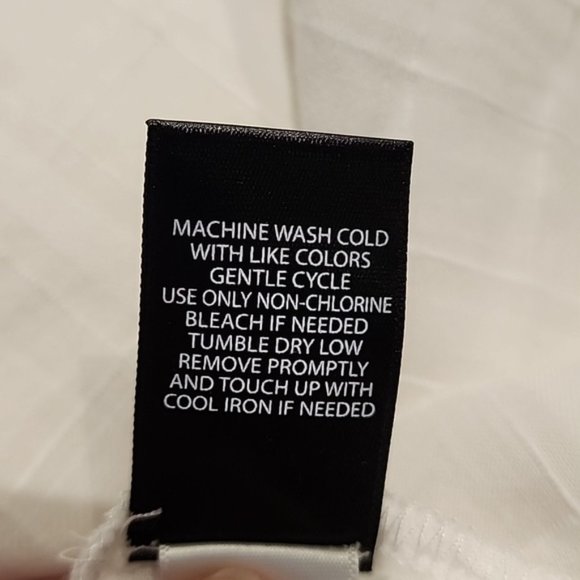 MACHINE WASH COLD
WITH LIKE COLORS
GENTLE CYCLE
USE ONLY NON-CHLORINE
BLEACH IF NEEDED
TUMBLE DRY LOW
REMOVE PROMPTLY
AND TOUCH UP WITH
COOL IRON IF NEEDED